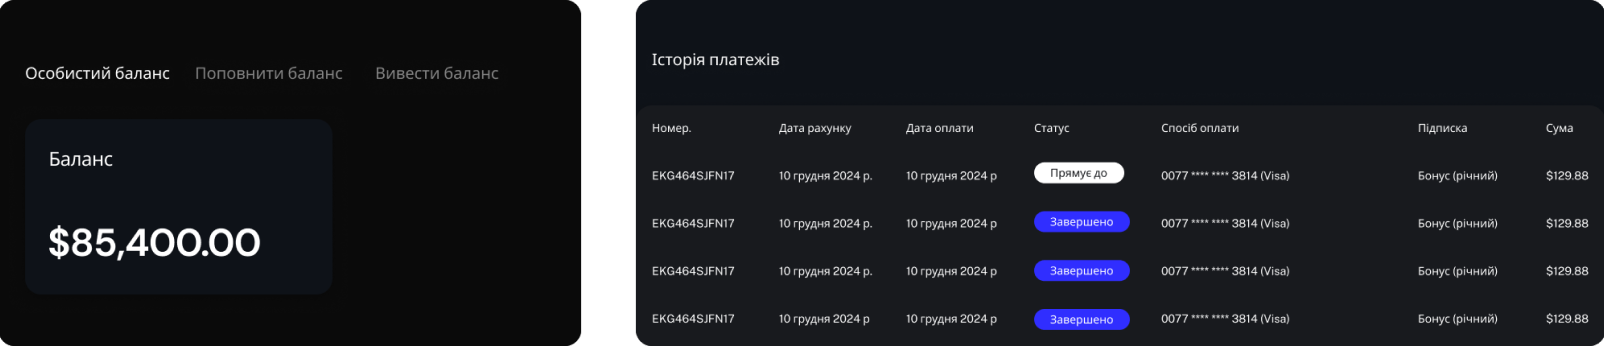 Особистий баланс Поповнити баланс Вивести баланс
Баланс
$85,400.00
Історія платежів
Номер. Дата рахунку Дата оплати Статус Спосіб оплати Підписка Сума
EKG464SJFN17 10 грудня 2024 р. 10 грудня 2024 р Прямує до 0077 **** **** 3814 (Visa) Бонус (річний) $129.88
EKG464SJFN17 10 грудня 2024 р. 10 грудня 2024 р Завершено 0077 **** **** 3814 (Visa) Бонус (річний) $129.88
EKG464SJFN17 10 грудня 2024 р. 10 грудня 2024 р Завершено 0077 **** **** 3814 (Visa) Бонус (річний) $129.88
EKG464SJFN17 10 грудня 2024 р 10 грудня 2024 р Завершено 0077 **** **** 3814 (Visa) Бонус (річний) $129.88